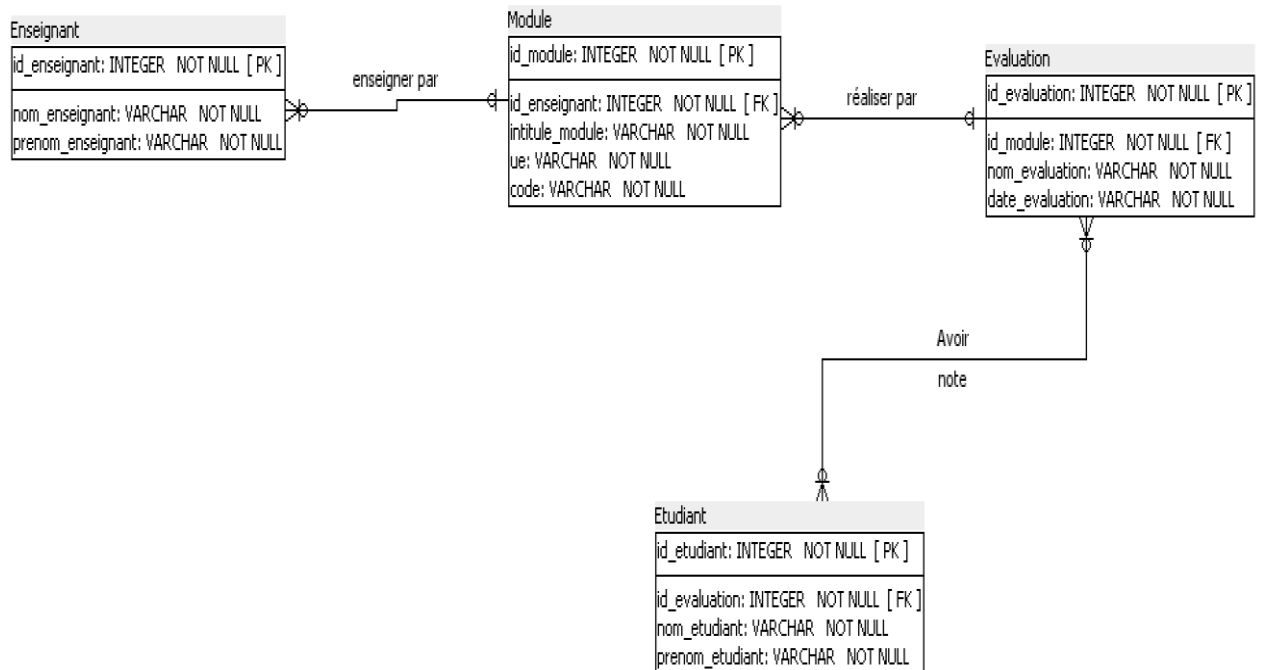 Enseignant
id_enseignant: INTEGER NOT NULL [ PK ]
nom_enseignant: VARCHAR NOT NULL
prenom_enseignant: VARCHAR NOT NULL
enseigner par
Module
id_module: INTEGER NOT NULL [ PK ]
id_enseignant: INTEGER NOT NULL [ FK ]
intitule_module: VARCHAR NOT NULL
ue: VARCHAR NOT NULL
code: VARCHAR NOT NULL
réaliser par
Evaluation
id_evaluation: INTEGER NOT NULL [ PK ]
id_module: INTEGER NOT NULL [ FK ]
nom_evaluation: VARCHAR NOT NULL
date_evaluation: VARCHAR NOT NULL
Avoir
note
Etudiant
id_etudiant: INTEGER NOT NULL [ PK ]
id_evaluation: INTEGER NOT NULL [ FK ]
nom_etudiant: VARCHAR NOT NULL
prenom_etudiant: VARCHAR NOT NULL